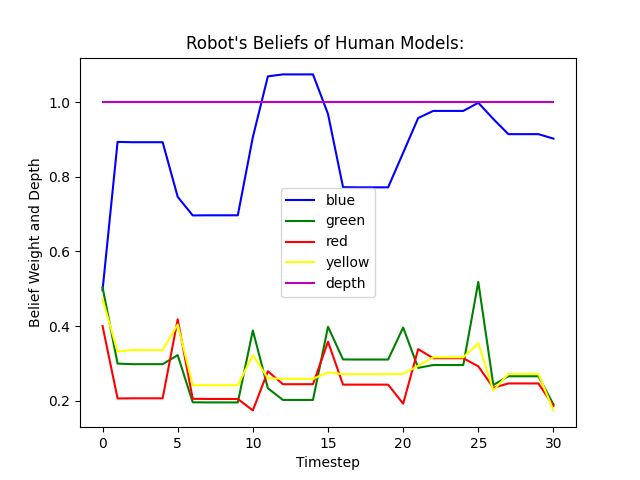 Robot's Beliefs of Human Models:
Belief Weight and Depth
1.0
0.8
0.6
0.4
0.2
blue
green
red
yellow
depth
0 5 10 15 20 25 30
Timestep